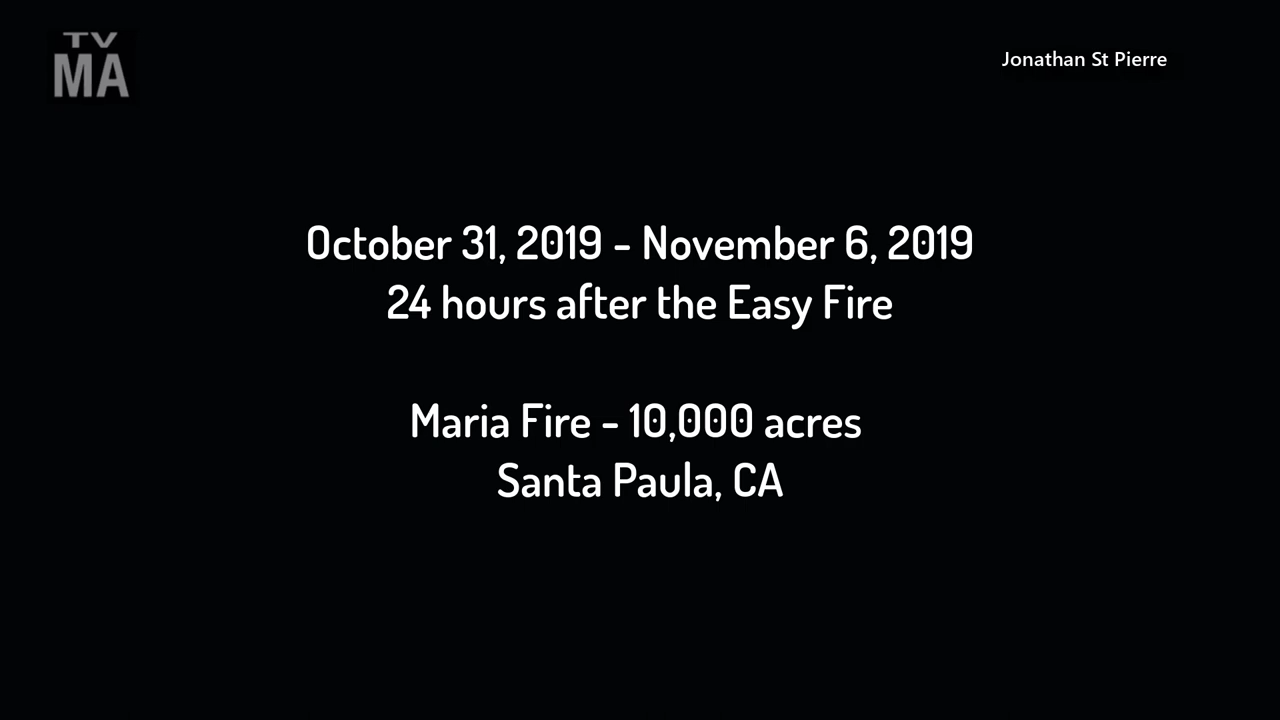 TV
MA
Jonathan St Pierre
October 31, 2019 - November 6, 2019
24 hours after the Easy Fire
Maria Fire - 10,000 acres
Santa Paula, CA